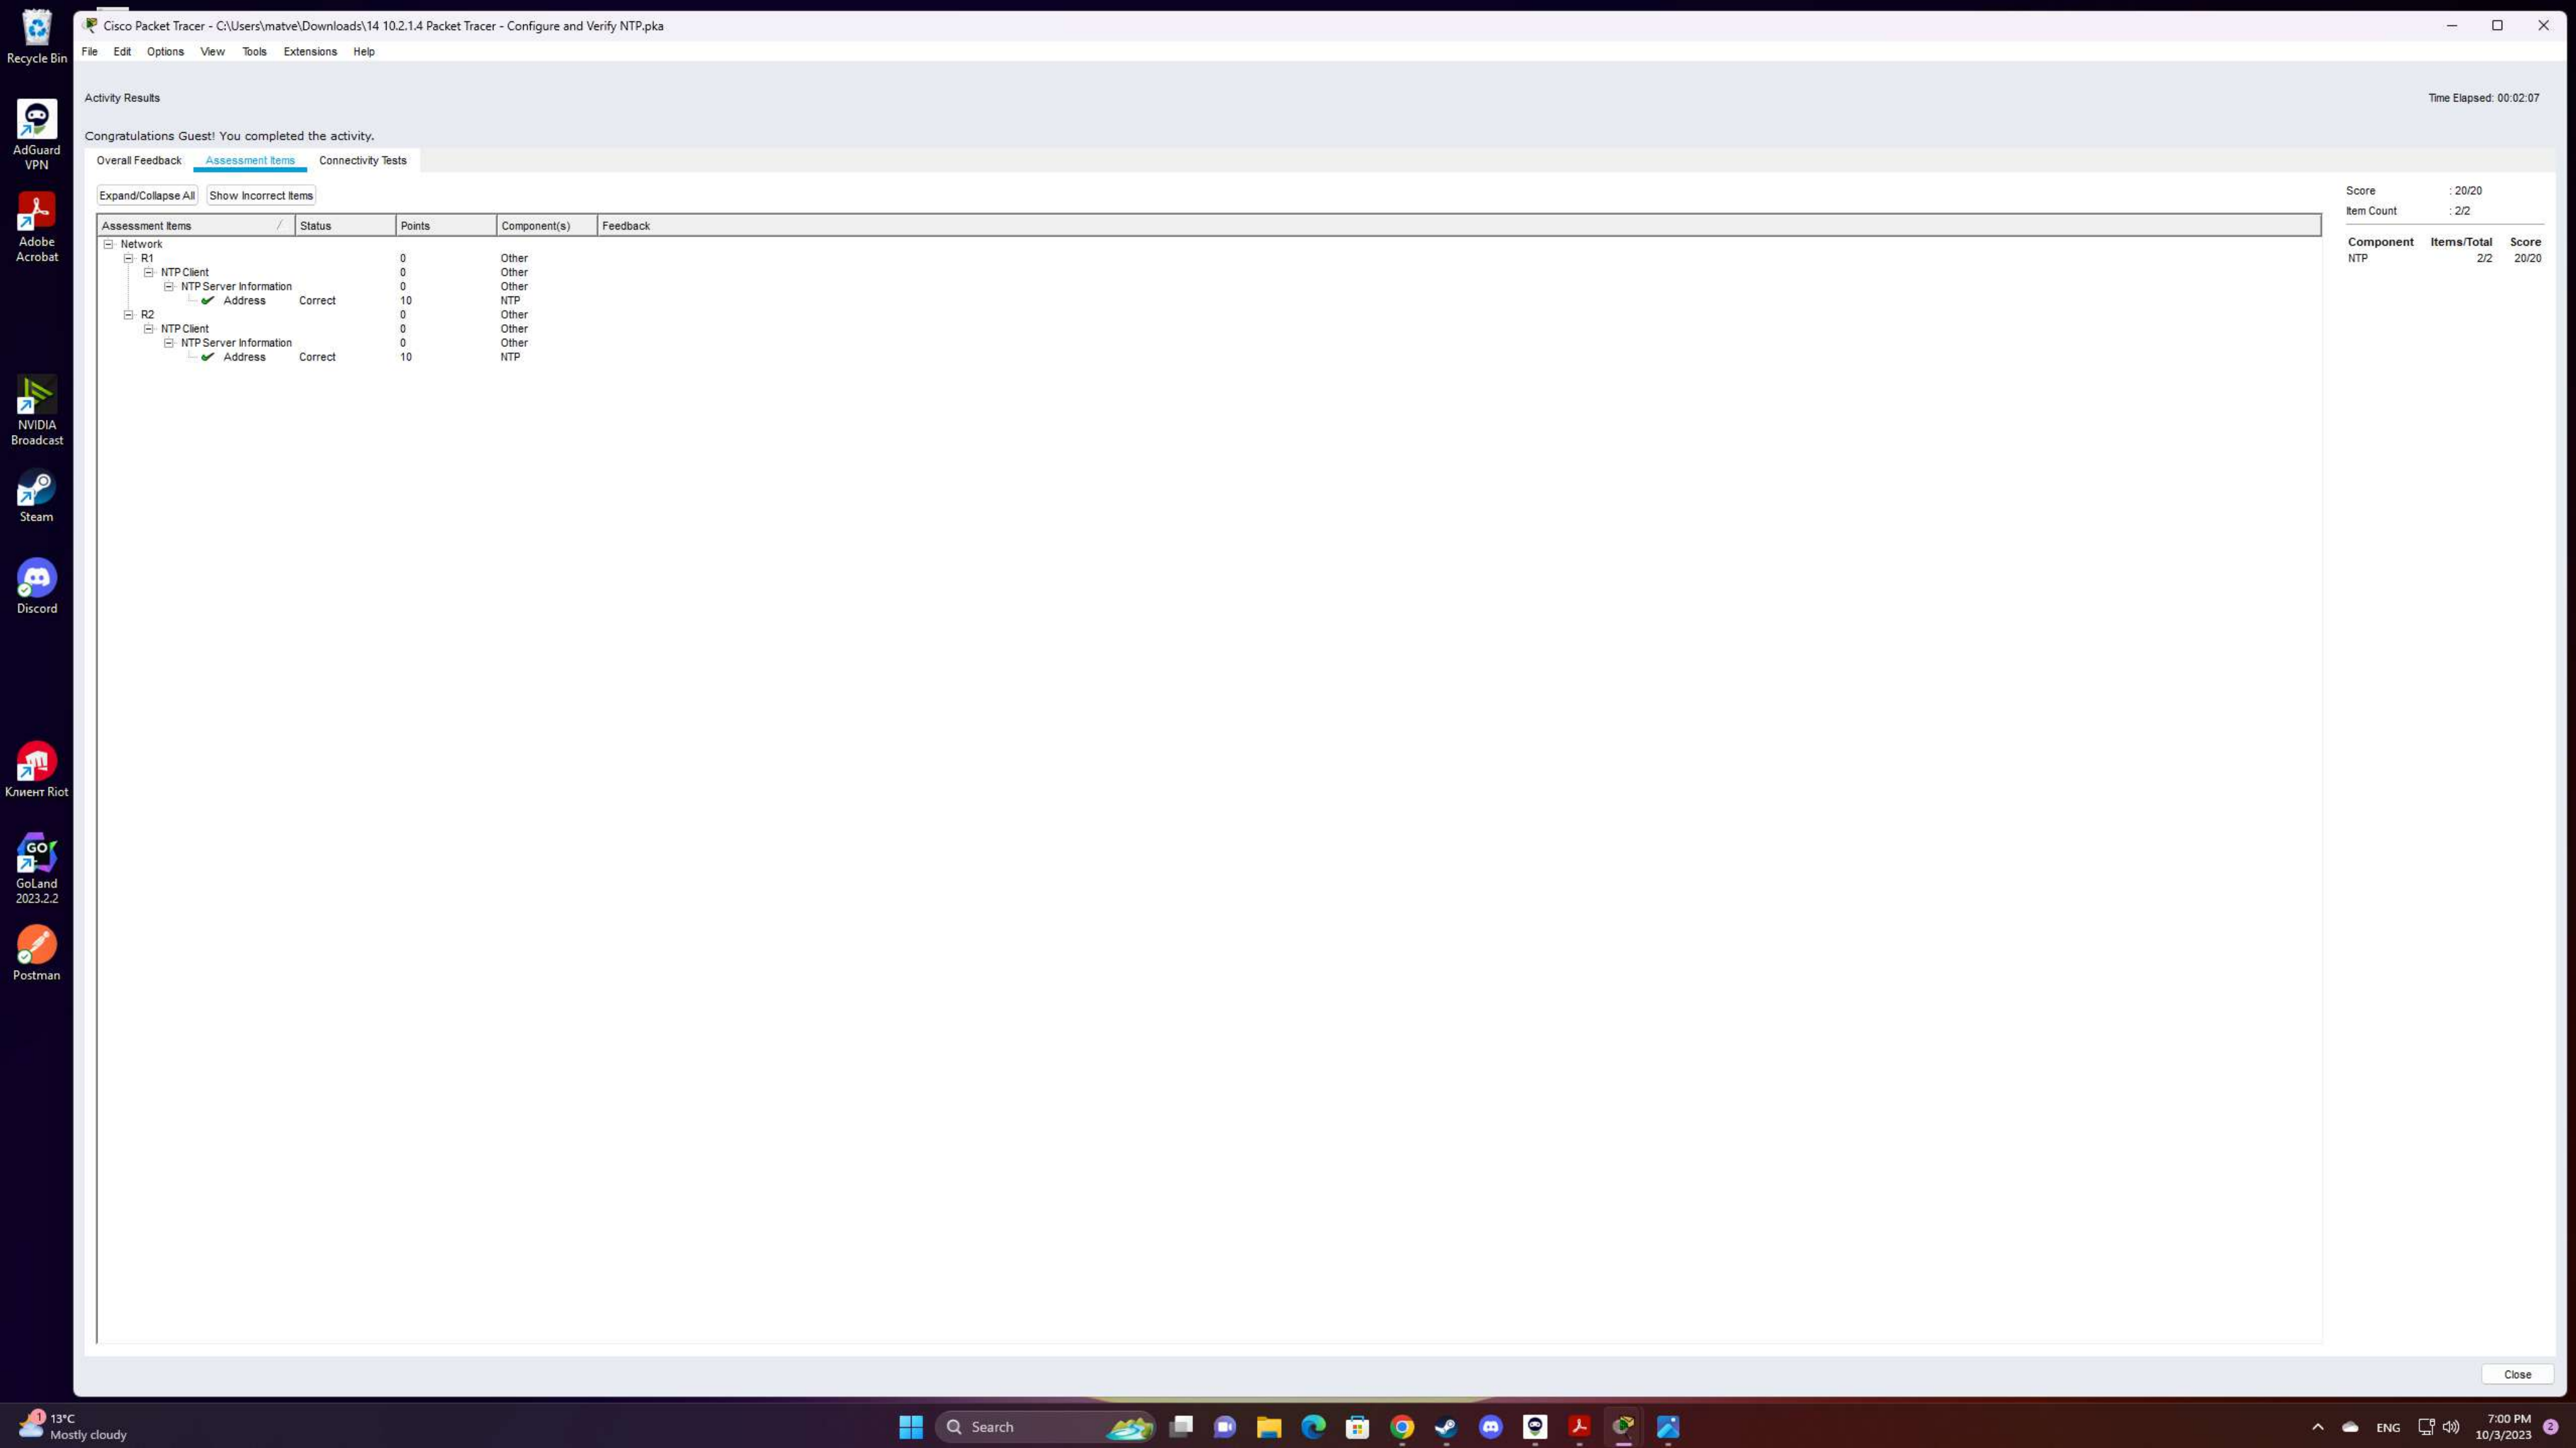 Recycle Bin
AdGuard
VPN
Adobe
Acrobat
NVIDIA
Broadcast
Steam
Discord
Клиент Riot
GO
GoLand
2023.2.2
Postman
Cisco Packet Tracer - C:\Users\matve\Downloads\14 10.2.1.4 Packet Tracer - Configure and Verify NTP.pka
File Edit Options View Tools Extensions Help
Activity Results
Time Elapsed: 00:02:07
Congratulations Guest! You completed the activity.
Overall Feedback Assessment Items Connectivity Tests
Expand/Collapse All Show Incorrect Items
Assessment Items Status Points Component(s) Feedback
Network
R1 0 Other
NTP Client 0 Other
NTP Server Information 0 Other
Address Correct 10 NTP
R2 0 Other
NTP Client 0 Other
NTP Server Information 0 Other
Address Correct 10 NTP
Score : 20/20
Item Count : 2/2
Component Items/Total Score
NTP 2/2 20/20
Close
1
13°C
Mostly cloudy
Search
ENG
7:00 PM
10/3/2023
2